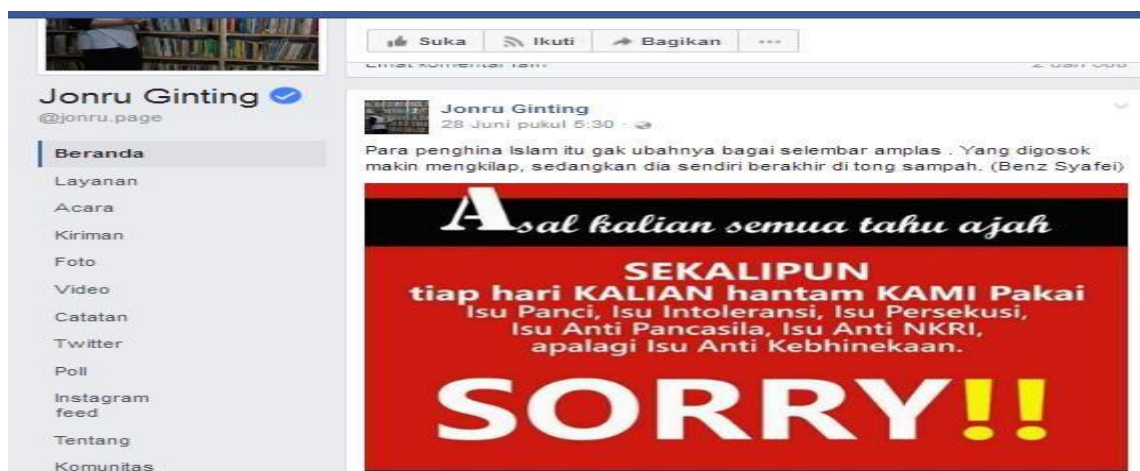 Suka Ikuti Bagikan
Jonru Ginting
@jonru.page
Beranda
Layanan
Acara
Kiriman
Foto
Video
Catatan
Twitter
Poll
Instagram
feed
Tentang
Komunitas
Jonru Ginting
28 Juni pukul 5:30 ·
Para penghina Islam itu gak ubahnya bagai selembar amplas . Yang digosok
makin mengkilap, sedangkan dia sendiri berakhir di tong sampah. (Benz Syafei)
Asal kalian semua tahu ajah
SEKALIPUN
tiap hari KALIAN hantam KAMI Pakai
Isu Panci, Isu Intoleransi, Isu Persekusi,
Isu Anti Pancasila, Isu Anti NKRI,
apalagi Isu Anti Kebhinekaan.
SORRY!!